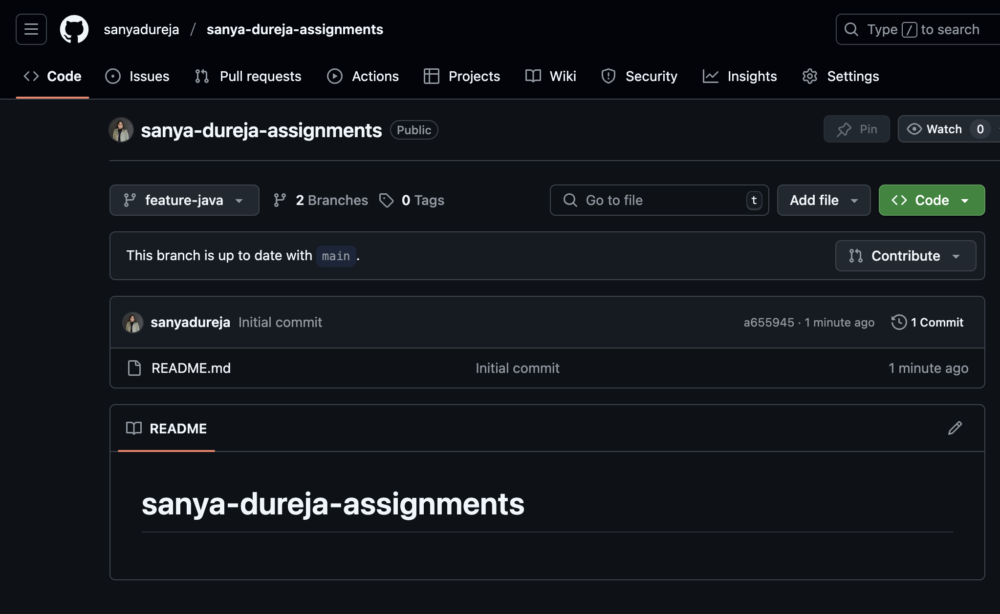 sanyadureja / sanya-dureja-assignments
Type / to search
Code Issues Pull requests Actions Projects Wiki Security Insights Settings
sanya-dureja-assignments Public
Pin Watch 0
feature-java 2 Branches 0 Tags Go to file t Add file Code
This branch is up to date with main. Contribute
sanyadureja Initial commit a655945 · 1 minute ago 1 Commit
README.md Initial commit 1 minute ago
README
sanya-dureja-assignments